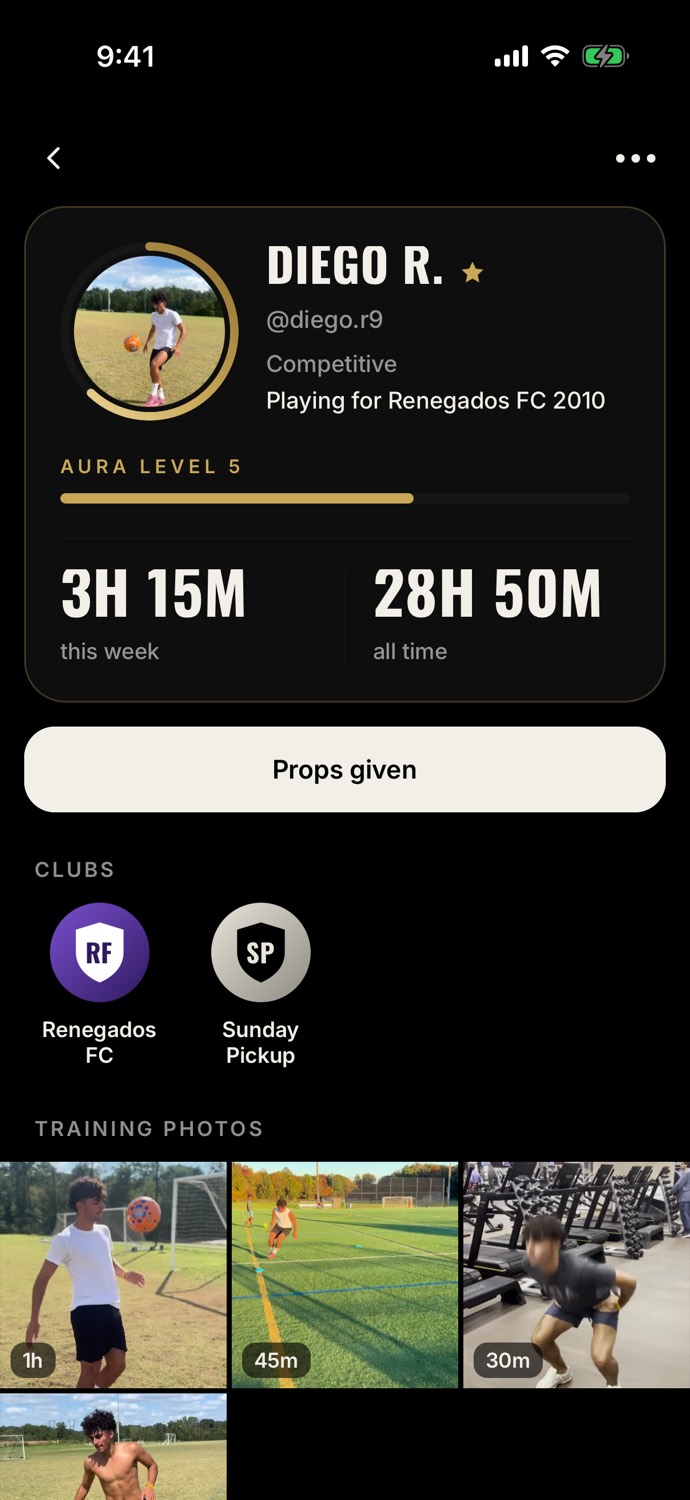 9:41
DIEGO R.
@diego.r9
Competitive
Playing for Renegados FC 2010
AURA LEVEL 5
3H 15M
28H 50M
this week
all time
Props given
CLUBS
RF
SP
Renegados
FC
Sunday
Pickup
TRAINING PHOTOS
1h
45m
30m